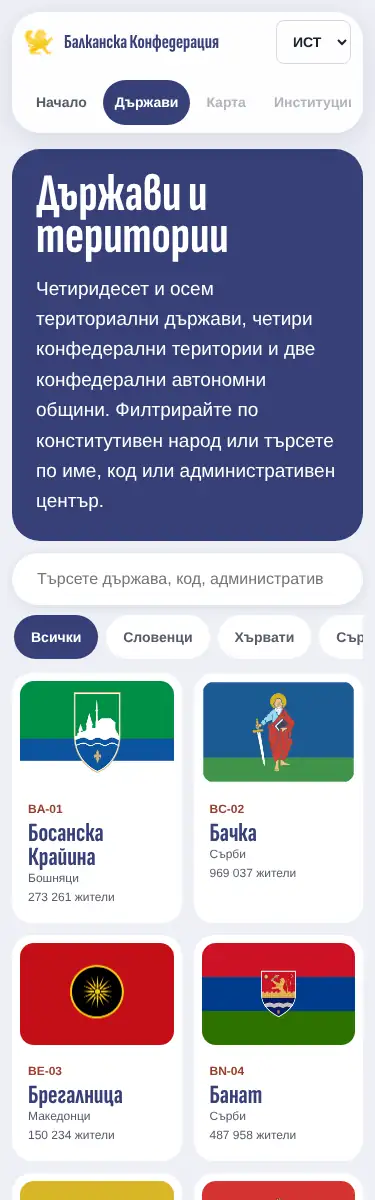 Балканска Конфедерация
ИСТ
Начало Държави Карта Институции
Държави и
територии
Четиридесет и осем
териториални държави, четири
конфедерални територии и две
конфедерални автономни
общини. Филтрирайте по
конститутивен народ или търсете
по име, код или административен
център.
Търсете държава, код, административ
Всички Словенци Хървати Сър
BA-01
Босанска
Крайина
Бошняци
273 261 жители
BC-02
Бачка
Сърби
969 037 жители
BE-03
Брегалница
Македонци
150 234 жители
BN-04
Банат
Сърби
487 958 жители